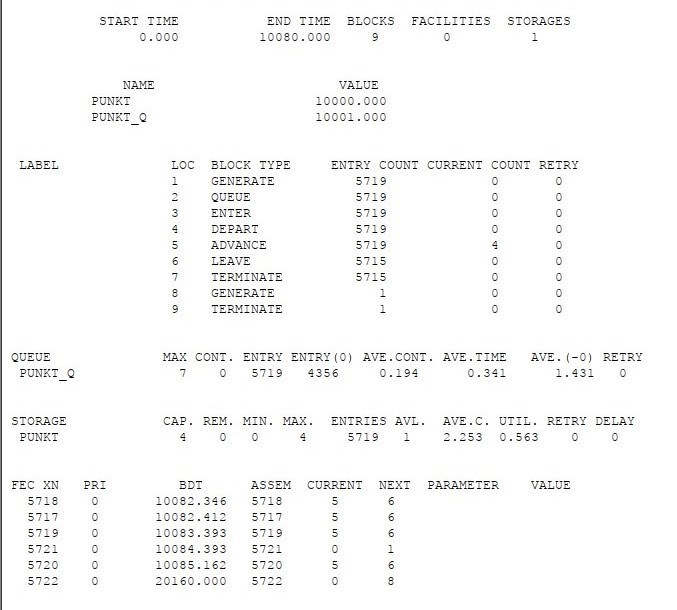 START TIME END TIME BLOCKS FACILITIES STORAGES
0.000 10080.000 9 0 1
NAME VALUE
PUNKT 10000.000
PUNKT_Q 10001.000
LABEL LOC BLOCK TYPE ENTRY COUNT CURRENT COUNT RETRY
1 GENERATE 5719 0 0
2 QUEUE 5719 0 0
3 ENTER 5719 0 0
4 DEPART 5719 0 0
5 ADVANCE 5719 4 0
6 LEAVE 5715 0 0
7 TERMINATE 5715 0 0
8 GENERATE 1 0 0
9 TERMINATE 1 0 0
QUEUE MAX CONT. ENTRY ENTRY(0) AVE.CONT. AVE.TIME AVE.(-0) RETRY
PUNKT_Q 7 0 5719 4356 0.194 0.341 1.431 0
STORAGE CAP. REM. MIN. MAX. ENTRIES AVL. AVE.C. UTIL. RETRY DELAY
PUNKT 4 0 0 4 5719 1 2.253 0.563 0 0
FEC XN PRI BDT ASSEM CURRENT NEXT PARAMETER VALUE
5718 0 10082.346 5718 5 6
5717 0 10082.412 5717 5 6
5719 0 10083.393 5719 5 6
5721 0 10084.393 5721 0 1
5720 0 10085.162 5720 5 6
5722 0 20160.000 5722 0 8